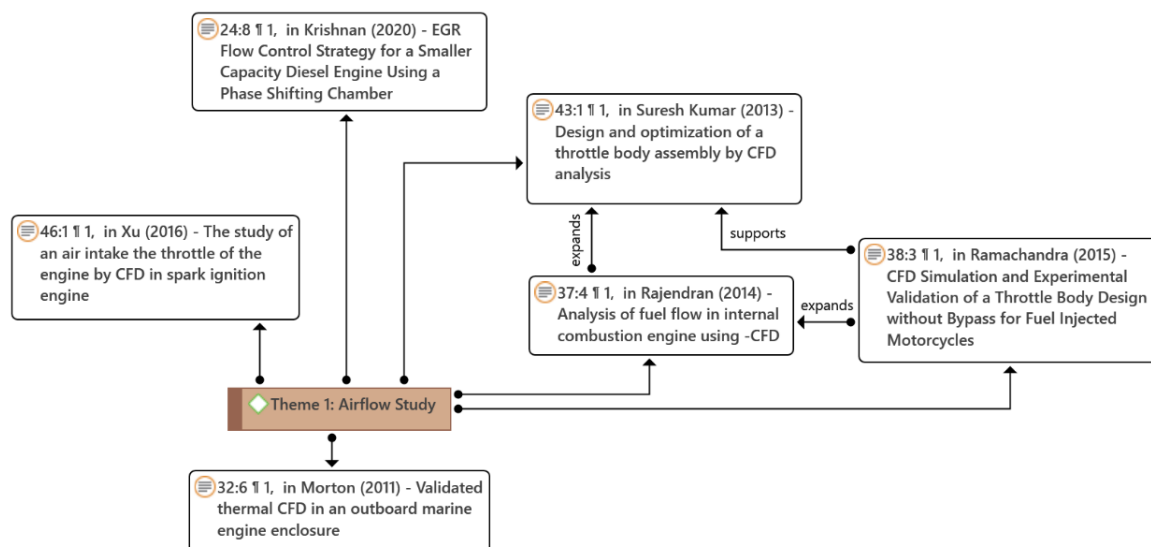 24:8 ¶ 1, in Krishnan (2020) - EGR
Flow Control Strategy for a Smaller
Capacity Diesel Engine Using a
Phase Shifting Chamber
43:1 ¶ 1, in Suresh Kumar (2013) -
Design and optimization of a
throttle body assembly by CFD
analysis
46:1 ¶ 1, in Xu (2016) - The study of
an air intake the throttle of the
engine by CFD in spark ignition
engine
expands
supports
38:3 ¶ 1, in Ramachandra (2015) -
CFD Simulation and Experimental
Validation of a Throttle Body Design
without Bypass for Fuel Injected
Motorcycles
37:4 ¶ 1, in Rajendran (2014) -
Analysis of fuel flow in internal
combustion engine using -CFD
expands
Theme 1: Airflow Study
32:6 ¶ 1, in Morton (2011) - Validated
thermal CFD in an outboard marine
engine enclosure